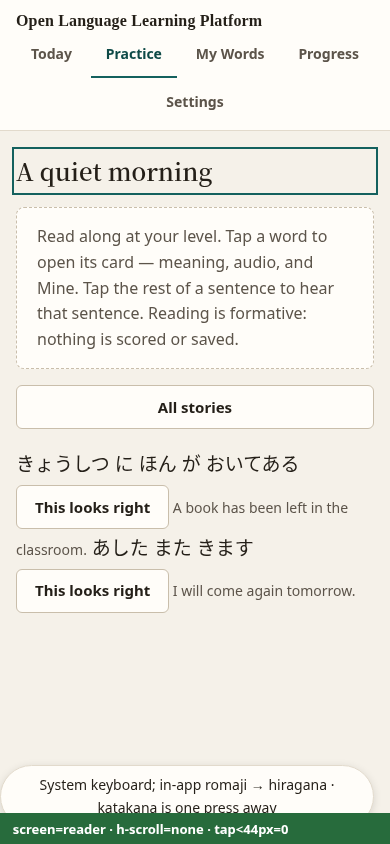 Open Language Learning Platform
Today Practice My Words Progress
Settings
A quiet morning
Read along at your level. Tap a word to
open its card — meaning, audio, and
Mine. Tap the rest of a sentence to hear
that sentence. Reading is formative:
nothing is scored or saved.
All stories
きょうしつ に ほん が おいてある
This looks right A book has been left in the
classroom. あした また きます
This looks right I will come again tomorrow.
System keyboard; in-app romaji → hiragana ·
katakana is one press away
screen=reader · h-scroll=none · tap<44px=0